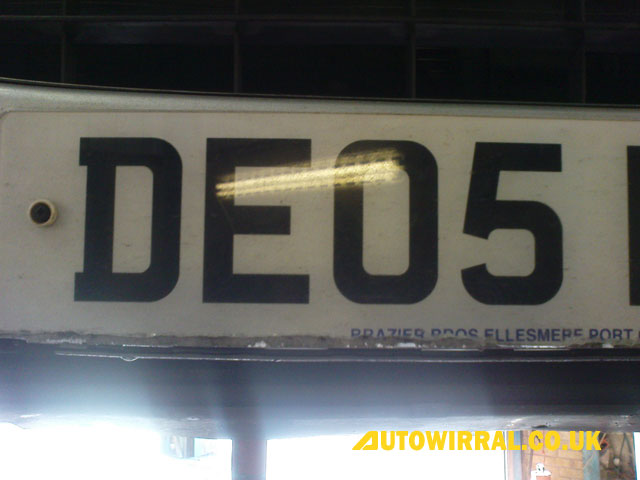 DE05
BRAZIER BROS ELLESMERE PORT
AUTOWIRRAL.CO.UK